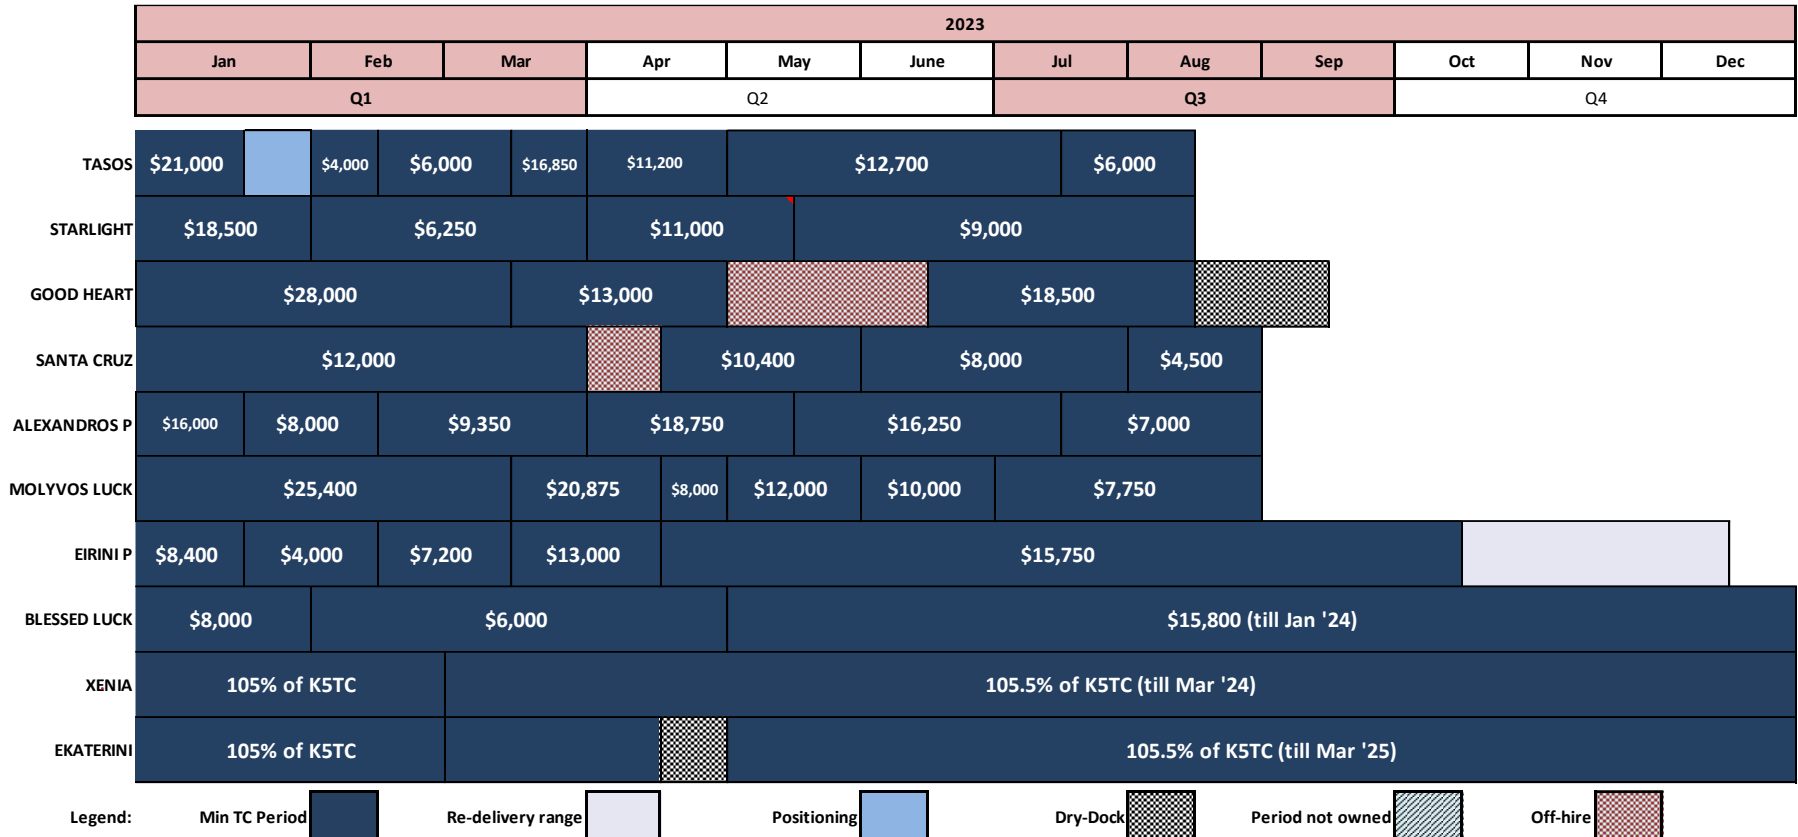 2023
Jan Feb Mar Apr May June Jul Aug Sep Oct Nov Dec
Q1 Q2 Q3 Q4
TASOS $21,000 $4,000 $6,000 $16,850 $11,200 $12,700 $6,000
STARLIGHT $18,500 $6,250 $11,000 $9,000
GOOD HEART $28,000 $13,000 $18,500
SANTA CRUZ $12,000 $10,400 $8,000 $4,500
ALEXANDROS P $16,000 $8,000 $9,350 $18,750 $16,250 $7,000
MOLYVOS LUCK $25,400 $20,875 $8,000 $12,000 $10,000 $7,750
EIRINI P $8,400 $4,000 $7,200 $13,000 $15,750
BLESSED LUCK $8,000 $6,000 $15,800 (till Jan '24)
XENIA 105% of K5TC 105.5% of K5TC (till Mar '24)
EKATERINI 105% of K5TC 105.5% of K5TC (till Mar '25)
Legend: Min TC Period Re-delivery range Positioning Dry-Dock Period not owned Off-hire